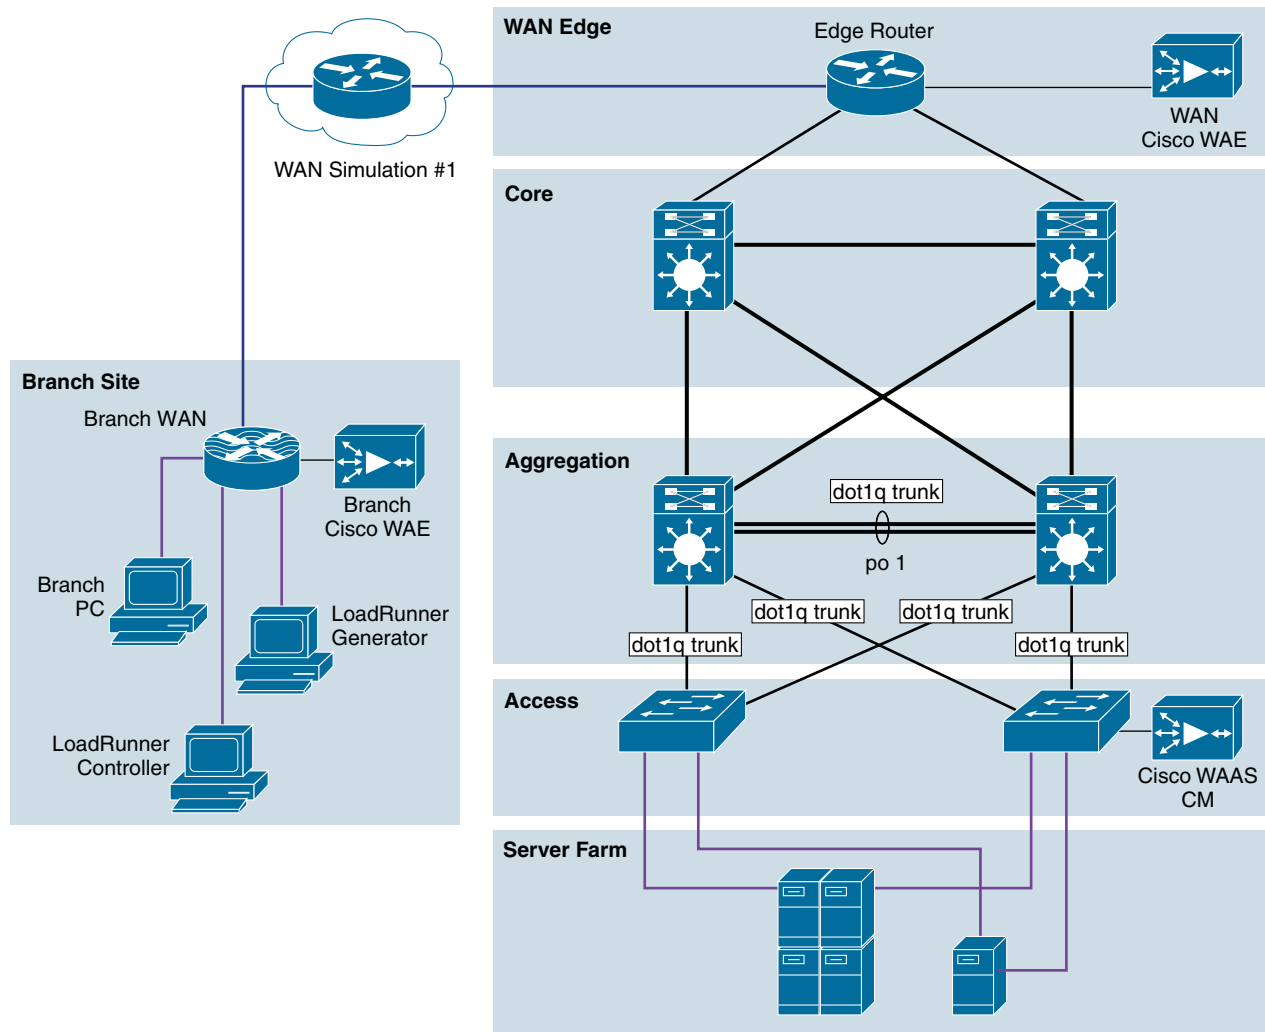 WAN Edge
Edge Router
WAN
Cisco WAE
WAN Simulation #1
Core
Branch Site
Branch WAN
Branch
Cisco WAE
Branch
PC
LoadRunner
Generator
LoadRunner
Controller
Aggregation
dot1q trunk
po 1
dot1q trunk
dot1q trunk
dot1q trunk
dot1q trunk
Access
Cisco WAAS
CM
Server Farm